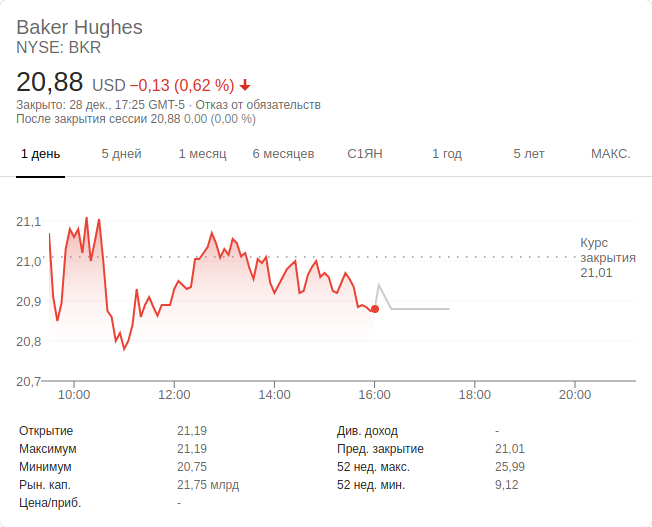 Baker Hughes
NYSE: BKR
20,88 USD −0,13 (0,62 %)
Закрыто: 28 дек., 17:25 GMT-5 · Отказ от обязательств
После закрытия сессии 20,88 0,00 (0,00 %)
1 день 5 дней 1 месяц 6 месяцев С1ЯН 1 год 5 лет МАКС.
21,1
21,0
20,9
20,8
20,7
Курс
закрытия
21,01
10:00 12:00 14:00 16:00 18:00 20:00
Открытие 21,19 Див. доход -
Максимум 21,19 Пред. закрытие 21,01
Минимум 20,75 52 нед. макс. 25,99
Рын. кап. 21,75 млрд 52 нед. мин. 9,12
Цена/приб. -